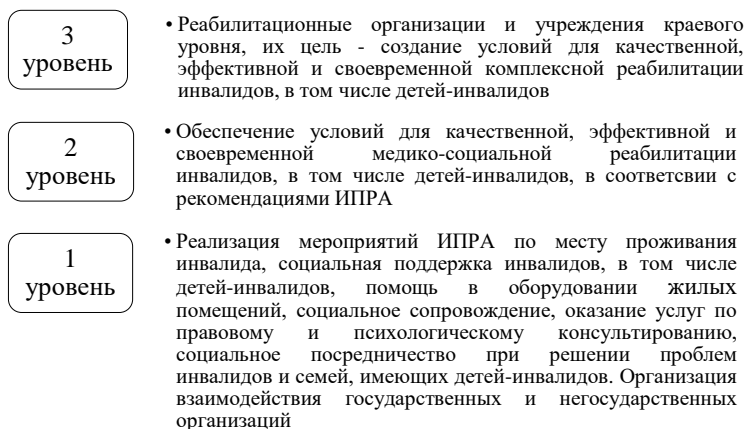 3
уровень
• Реабилитационные организации и учреждения краевого
уровня, их цель - создание условий для качественной,
эффективной и своевременной комплексной реабилитации
инвалидов, в том числе детей-инвалидов
2
уровень
• Обеспечение условий для качественной, эффективной и
своевременной медико-социальной реабилитации
инвалидов, в том числе детей-инвалидов, в соответсвии с
рекомендациями ИПРА
1
уровень
• Реализация мероприятий ИПРА по месту проживания
инвалида, социальная поддержка инвалидов, в том числе
детей-инвалидов, помощь в оборудовании жилых
помещений, социальное сопровождение, оказание услуг по
правовому и психологическому консультированию,
социальное посредничество при решении проблем
инвалидов и семей, имеющих детей-инвалидов. Организация
взаимодействия государственных и негосударственных
организаций